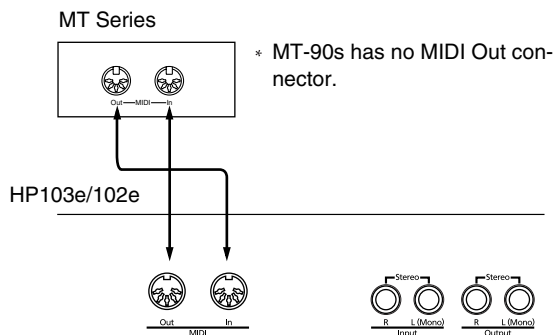 MT Series
* MT-90s has no MIDI Out con-
nector.
Out MIDI In
HP103e/102e
Stereo Stereo
Out In R L (Mono) R L (Mono)
MIDI Input Output